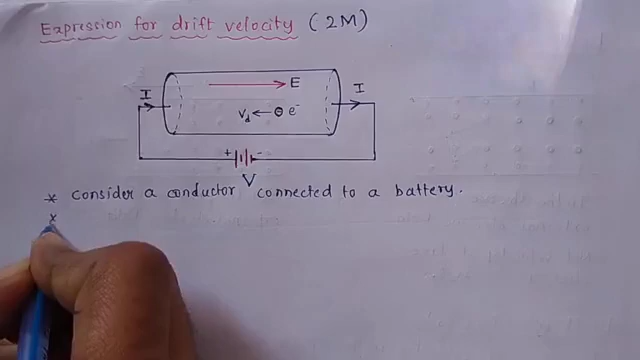 Expression for drift velocity (2M)
E
I
I
Vd ← ⊖ e-
+ -
V
* Consider a conductor connected to a battery.
*